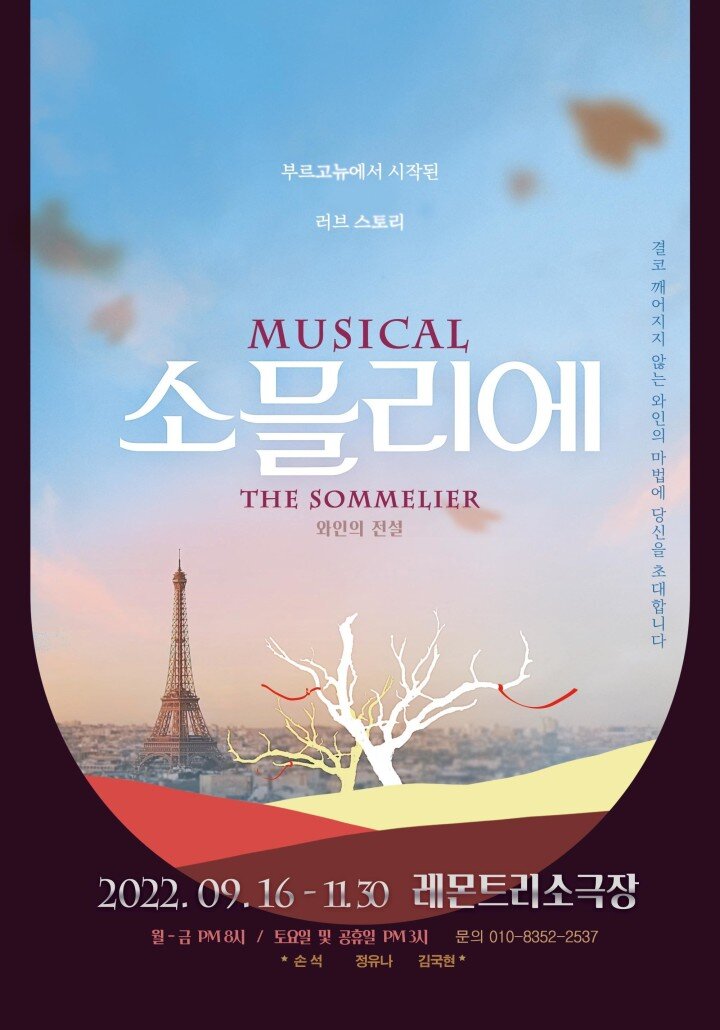 부르고뉴에서 시작된
러브 스토리
결코 깨어지지 않는 와인의 마법에 당신을 초대합니다
MUSICAL
소믈리에
THE SOMMELIER
와인의 전설
2022. 09. 16 - 11.30 레몬트리소극장
월-금 PM 8시 / 토요일 및 공휴일 PM 3시 문의 010-8352-2537
* 손 석 정유나 김국현 *